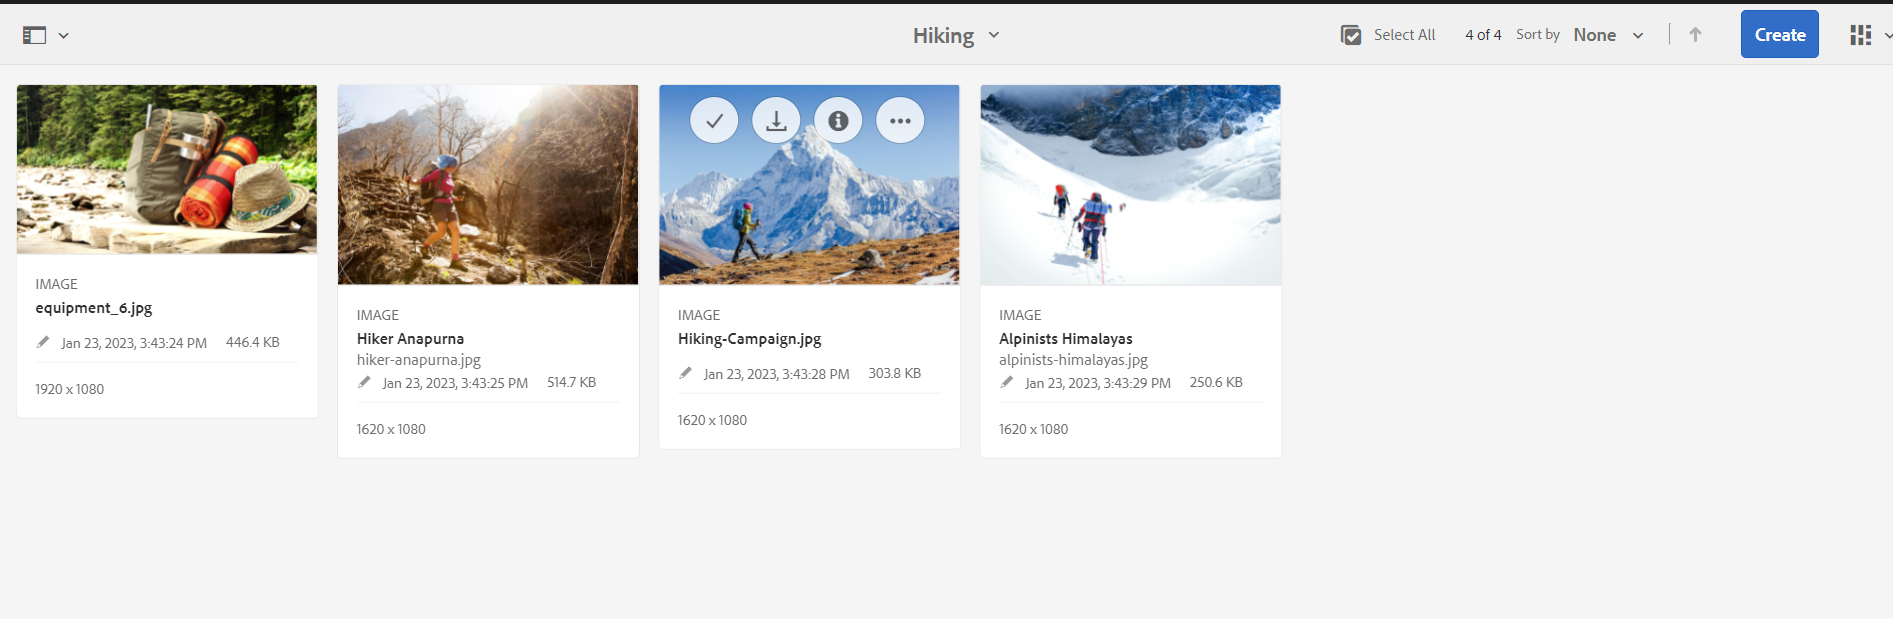 Hiking
Select All
4 of 4
Sort by
None
Create
IMAGE
equipment_6.jpg
Jan 23, 2023, 3:43:24 PM
446.4 KB
1920 x 1080
IMAGE
Hiker Anapurna
hiker-anapurna.jpg
Jan 23, 2023, 3:43:25 PM
514.7 KB
1620 x 1080
IMAGE
Hiking-Campaign.jpg
Jan 23, 2023, 3:43:28 PM
303.8 KB
1620 x 1080
IMAGE
Alpinists Himalayas
alpinists-himalayas.jpg
Jan 23, 2023, 3:43:29 PM
250.6 KB
1620 x 1080